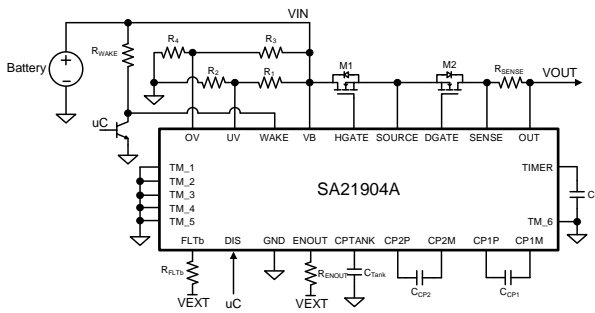 VIN
R4
R3
RWAKE
M1
M2
RSENSE
VOUT
Battery
R2
R1
uC
OV
UV
WAKE
VB
HGATE
SOURCE
DGATE
SENSE
OUT
TM_1
TM_2
TM_3
TM_4
TM_5
SA21904A
TIMER
C
TM_6
FLTb
DIS
GND
ENOUT
CPTANK
CP2P
CP2M
CP1P
CP1M
RFLTb
RENOUT
CTank
CCP2
CCP1
VEXT
uC
VEXT